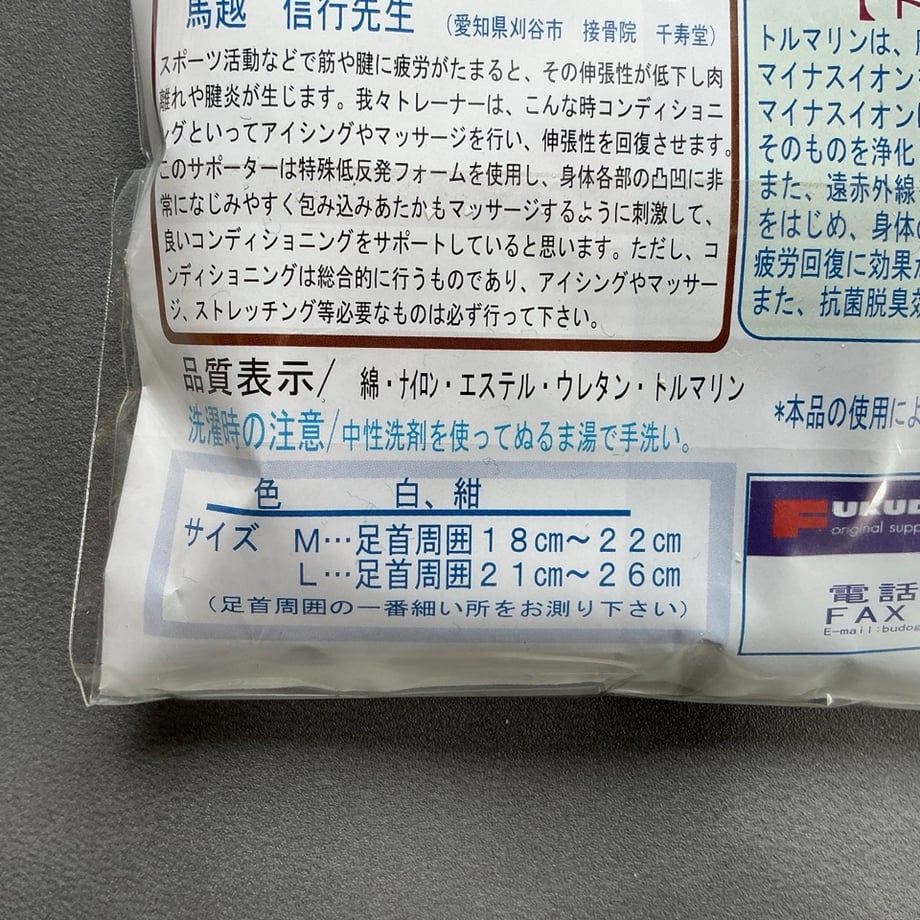 馬越 信行先生 (愛知県刈谷市 接骨院 千寿堂)
スポーツ活動などで筋や腱に疲労がたまると、その伸張性が低下し肉
離れや腱炎が生じます。我々トレーナーは、こんな時コンディショニ
ングといってアイシングやマッサージを行い、伸張性を回復させます。
このサポーターは特殊低反発フォームを使用し、身体各部の凸凹に非
常になじみやすく包み込みあたかもマッサージするように刺激して、
良いコンディショニングをサポートしていると思います。ただし、コ
ンディショニングは総合的に行うものであり、アイシングやマッサー
ジ、ストレッチング等必要なものは必ず行って下さい。
トルマリンは、
マイナスイオン
マイナスイオン
そのものを浄化
また、遠赤外線
をはじめ、身体の
疲労回復に効果が
また、抗菌脱臭効
品質表示/ 綿・ナイロン・エステル・ウレタン・トルマリン
洗濯時の注意/中性洗剤を使ってぬるま湯で手洗い。
*本品の使用によ
色 白、紺
サイズ M…足首周囲18cm~22cm
L…足首周囲21cm~26cm
(足首周囲の一番細い所をお測り下さい)
FUKUD
original supp
電話
FAX
E-mail:budog